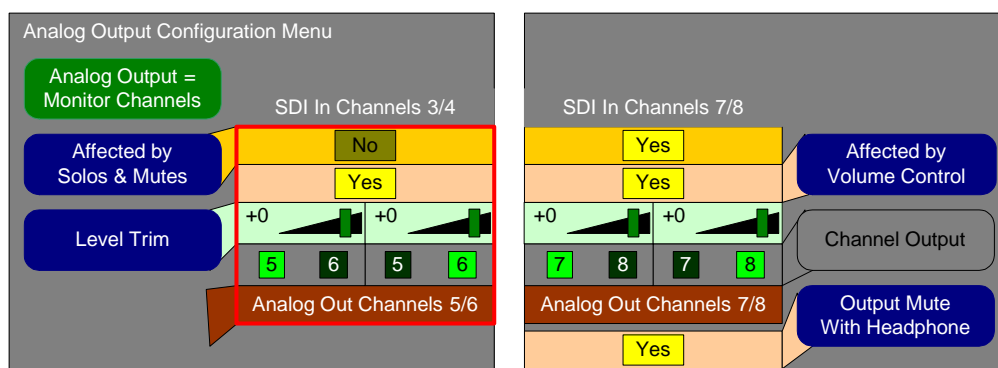 Analog Output Configuration Menu
Analog Output =
Monitor Channels
SDI In Channels 3/4
SDI In Channels 7/8
Affected by
Solos & Mutes
No
Yes
Affected by
Volume Control
Yes
Yes
Level Trim
+0
+0
+0
+0
Channel Output
5
6
5
6
7
8
7
8
Analog Out Channels 5/6
Analog Out Channels 7/8
Output Mute
With Headphone
Yes